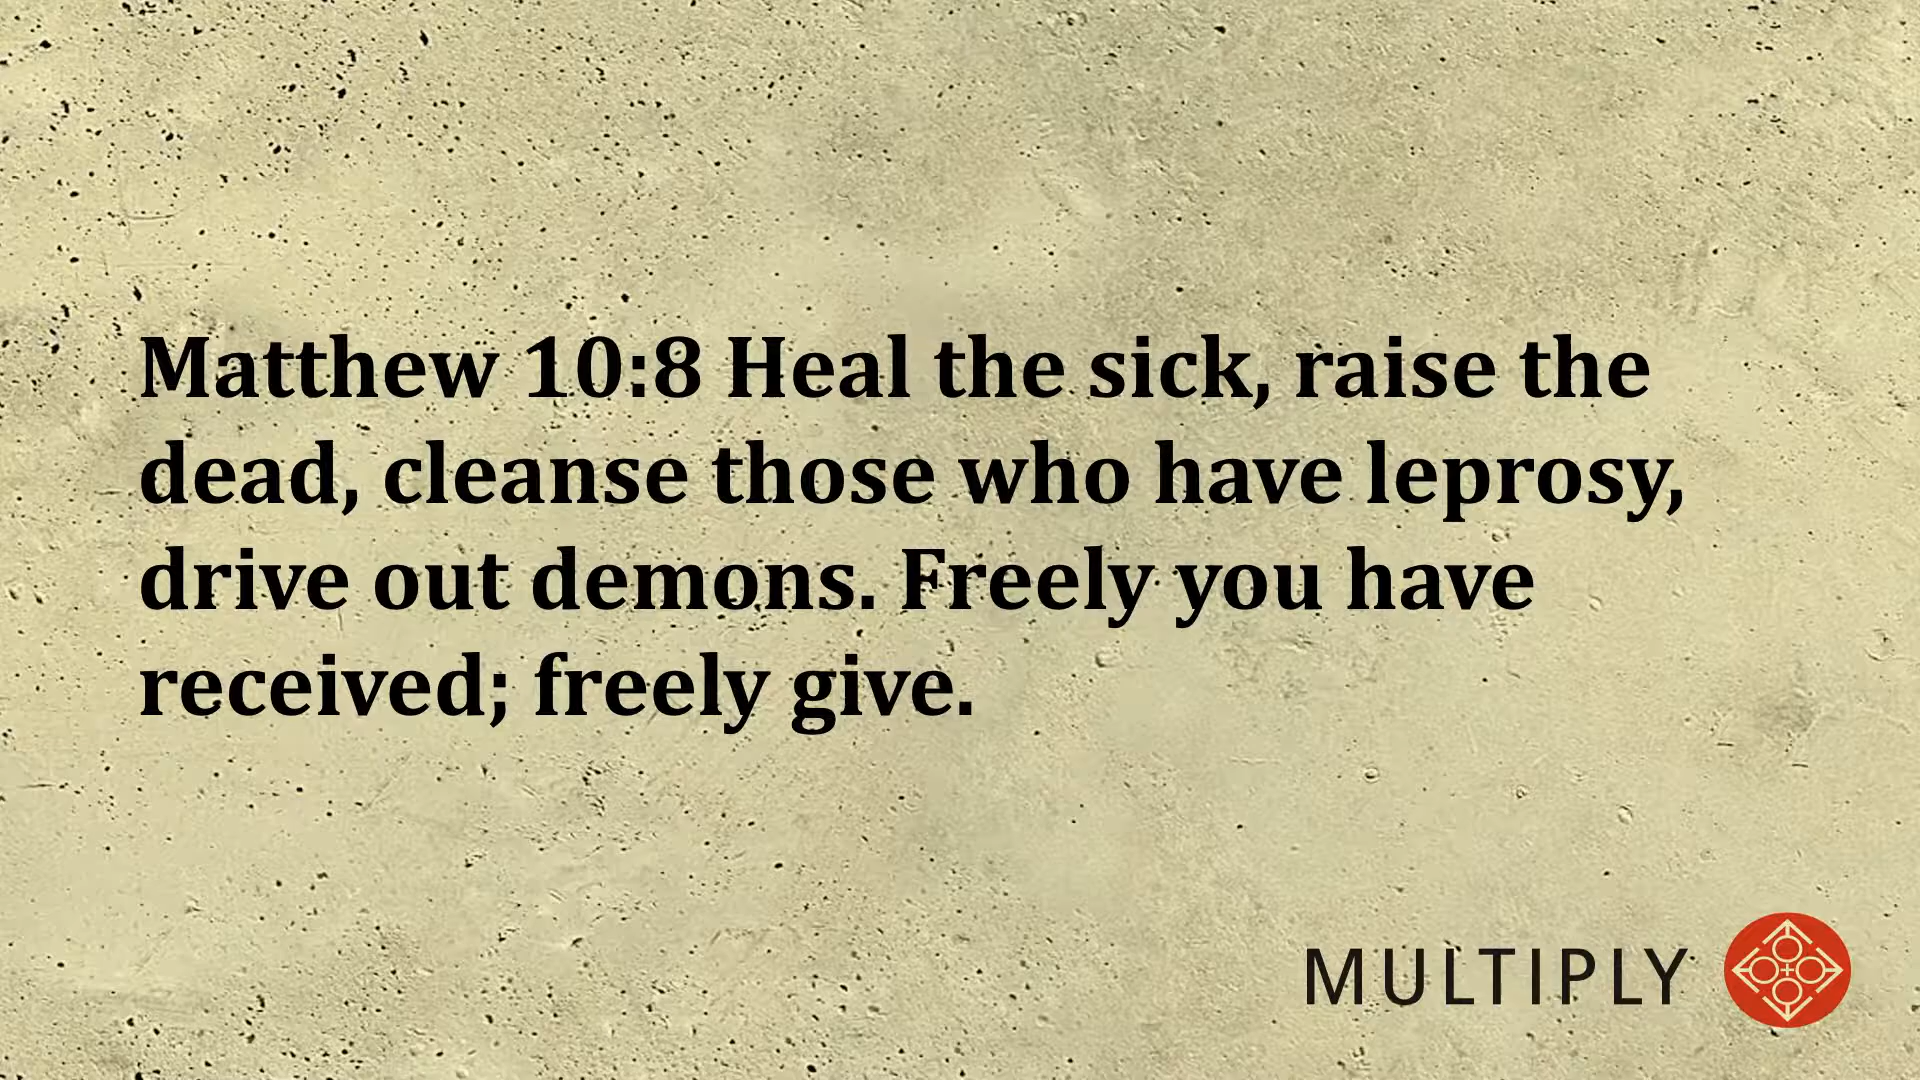 Matthew 10:8 Heal the sick, raise the
dead, cleanse those who have leprosy,
drive out demons. Freely you have
received; freely give.
MULTIPLY